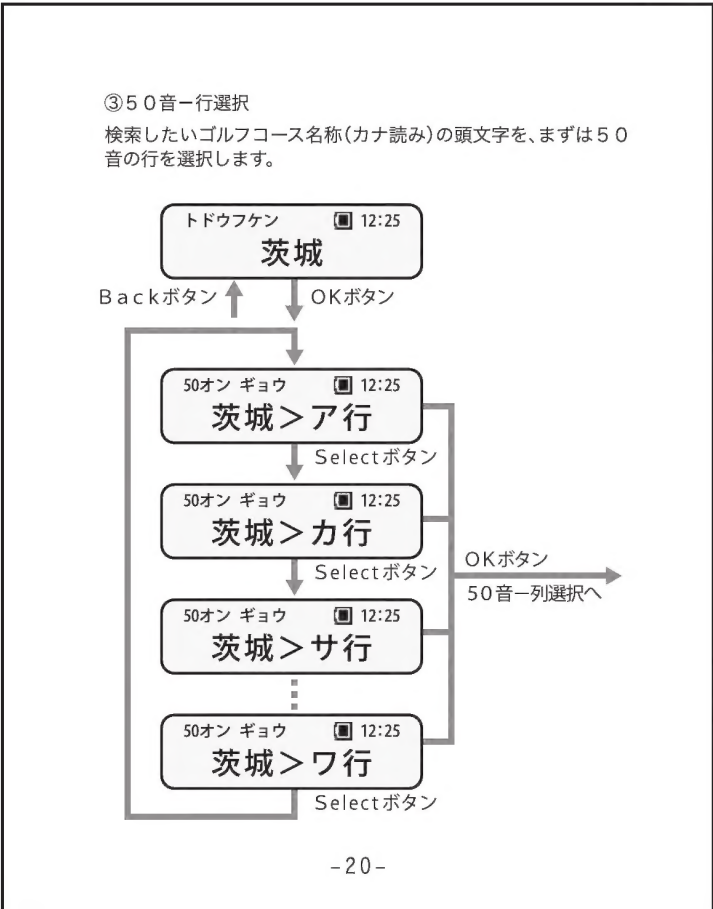 ③５０音ー行選択
検索したいゴルフコース名称（カナ読み）の頭文字を、まずは５０
音の行を選択します。
トドウフケン 12:25
茨城
Backボタン OKボタン
50オン ギョウ 12:25
茨城＞ア行
Selectボタン
50オン ギョウ 12:25
茨城＞カ行
Selectボタン
OKボタン
50音ー列選択へ
50オン ギョウ 12:25
茨城＞サ行
50オン ギョウ 12:25
茨城＞ワ行
Selectボタン
－20－